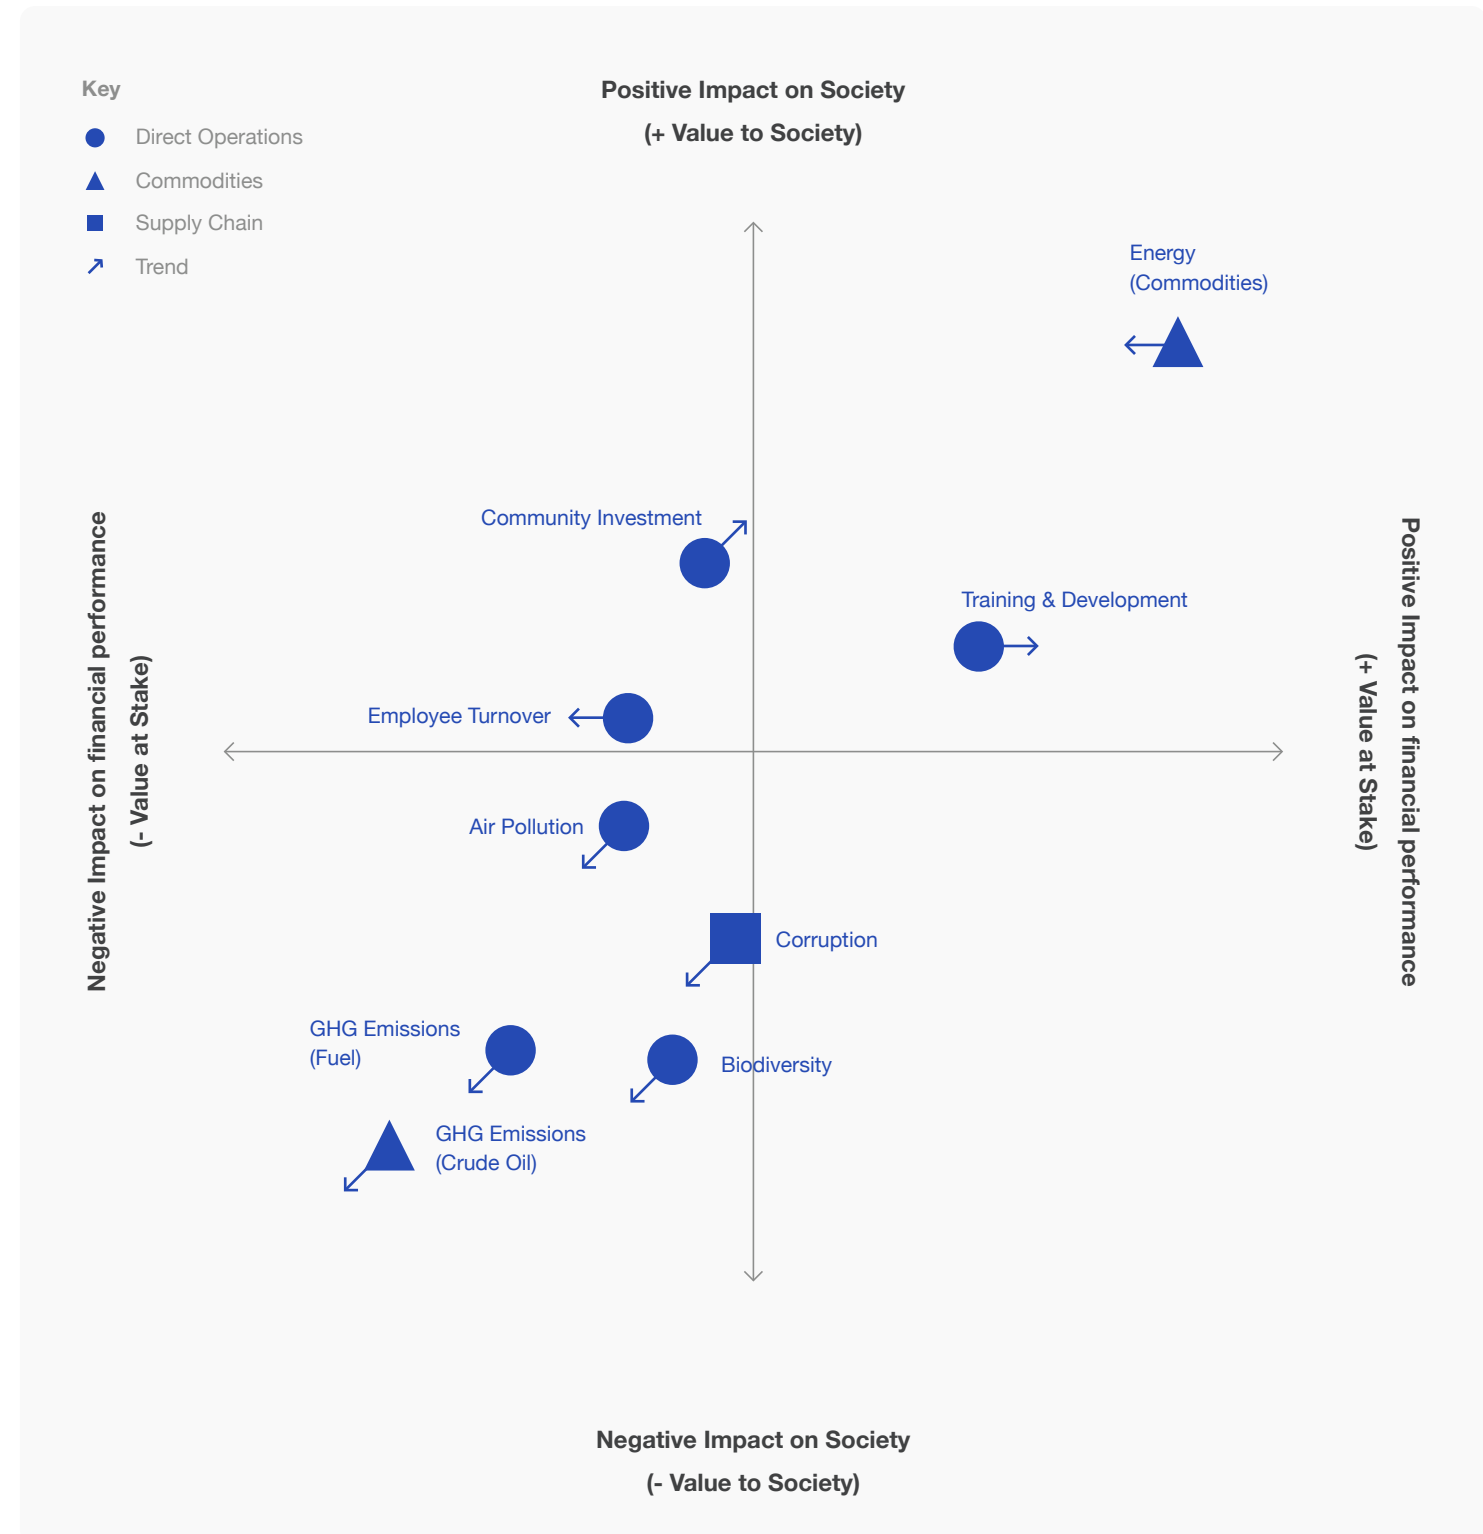 Key
Direct Operations
Commodities
Supply Chain
Trend
Positive Impact on Society
(+ Value to Society)
Energy
(Commodities)
Community Investment
Training & Development
Employee Turnover
Air Pollution
Corruption
GHG Emissions
(Fuel)
Biodiversity
GHG Emissions
(Crude Oil)
Negative Impact on financial performance
(- Value at Stake)
Positive Impact on financial performance
(+ Value at Stake)
Negative Impact on Society
(- Value to Society)